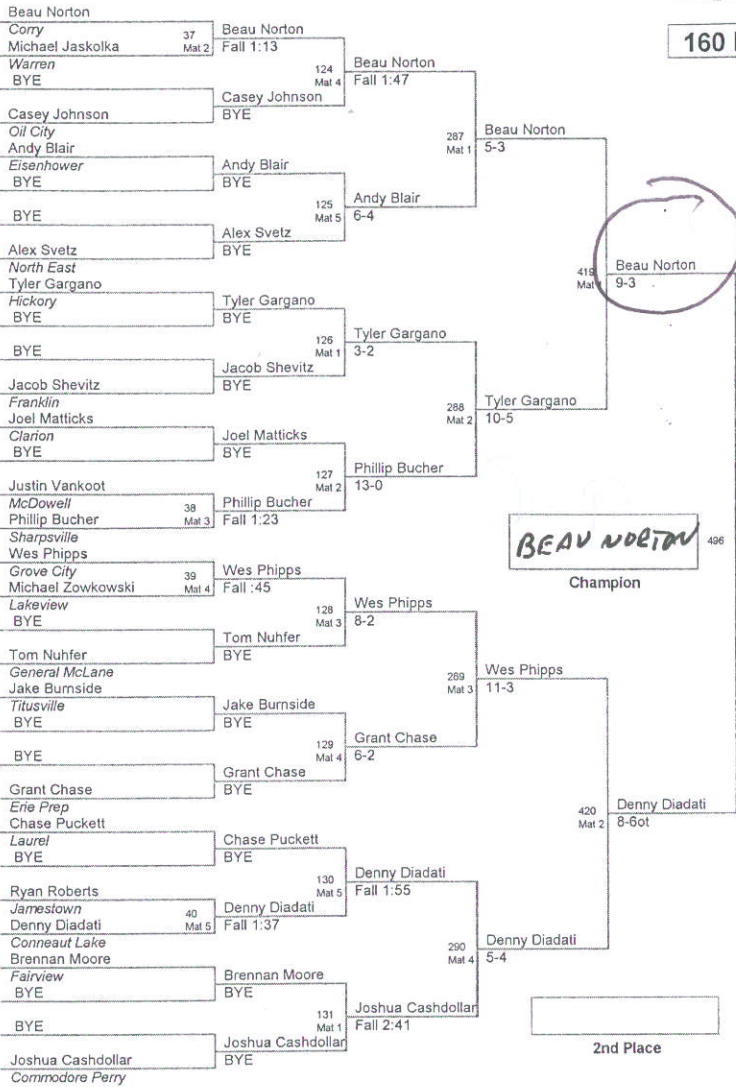 Beau Norton
Corry
Michael Jaskolka
Warren
BYE
Casey Johnson
Oil City
Andy Blair
Eisenhower
BYE
BYE
Alex Svetz
North East
Tyler Gargano
Hickory
BYE
BYE
Jacob Shevitz
Franklin
Joel Matticks
Clarion
BYE
Justin Vankoot
McDowell
Phillip Bucher
Sharpsville
Wes Phipps
Grove City
Michael Zowkowski
Lakeview
BYE
Tom Nuhfer
General McLane
Jake Burnside
Titusville
BYE
BYE
Grant Chase
Erie Prep
Chase Puckett
Laurel
BYE
Ryan Roberts
Jamestown
Denny Diadati
Conneaut Lake
Brennan Moore
Fairview
BYE
BYE
Joshua Cashdollar
Commodore Perry
37
Mat 2
Beau Norton
Fall 1:13
Casey Johnson
BYE
Andy Blair
BYE
Alex Svetz
BYE
Tyler Gargano
BYE
Jacob Shevitz
BYE
Joel Matticks
BYE
38
Mat 3
Phillip Bucher
Fall 1:23
39
Mat 4
Wes Phipps
Fall :45
Tom Nuhfer
BYE
Jake Burnside
BYE
Grant Chase
BYE
Chase Puckett
BYE
40
Mat 5
Denny Diadati
Fall 1:37
Brennan Moore
BYE
Joshua Cashdollar
BYE
124
Mat 4
Beau Norton
Fall 1:47
125
Mat 5
Andy Blair
6-4
126
Mat 1
Tyler Gargano
3-2
127
Mat 2
Phillip Bucher
13-0
128
Mat 3
Wes Phipps
8-2
129
Mat 4
Grant Chase
6-2
130
Mat 5
Denny Diadati
Fall 1:55
131
Mat 1
Joshua Cashdollar
Fall 2:41
287
Mat 1
Beau Norton
5-3
288
Mat 2
Tyler Gargano
10-5
289
Mat 3
Wes Phipps
11-3
290
Mat 4
Denny Diadati
5-4
419
Mat
Beau Norton
9-3
420
Mat 2
Denny Diadati
8-6ot
160
BEAU NORTON
496
Champion
2nd Place